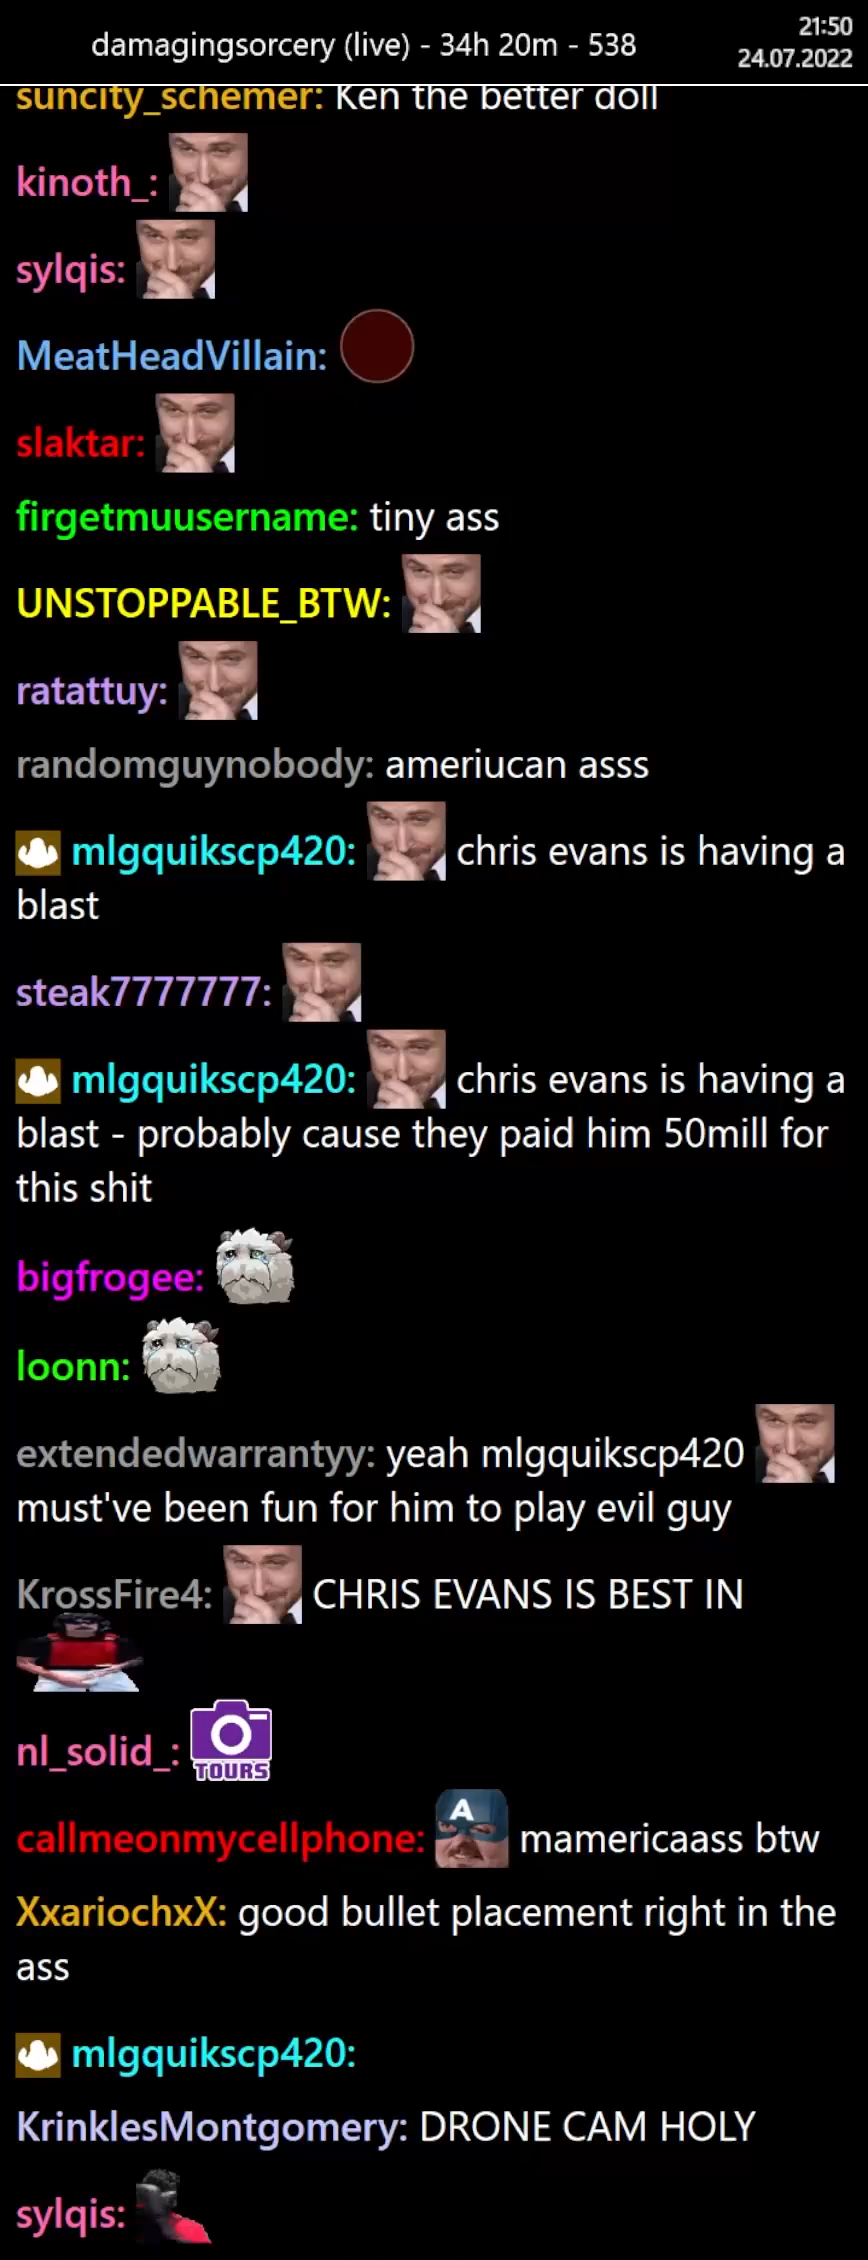 damagingsorcery (live) - 34h 20m - 538
21:50
24.07.2022
suncity_schemer: Ken the better doll
kinoth_:
sylqis:
MeatHeadVillain:
slaktar:
firgetmuusername: tiny ass
UNSTOPPABLE_BTW:
ratattuy:
randomguynobody: ameriucan asss
mlgquikscp420: chris evans is having a
blast
steak7777777:
mlgquikscp420: chris evans is having a
blast - probably cause they paid him 50mill for
this shit
bigfrogee:
loonn:
extendedwarrantyy: yeah mlgquikscp420
must've been fun for him to play evil guy
KrossFire4: CHRIS EVANS IS BEST IN
nl_solid_: TOURS
callmeonmycellphone: A mamericaass btw
XxariochxX: good bullet placement right in the
ass
mlgquikscp420:
KrinklesMontgomery: DRONE CAM HOLY
sylqis: